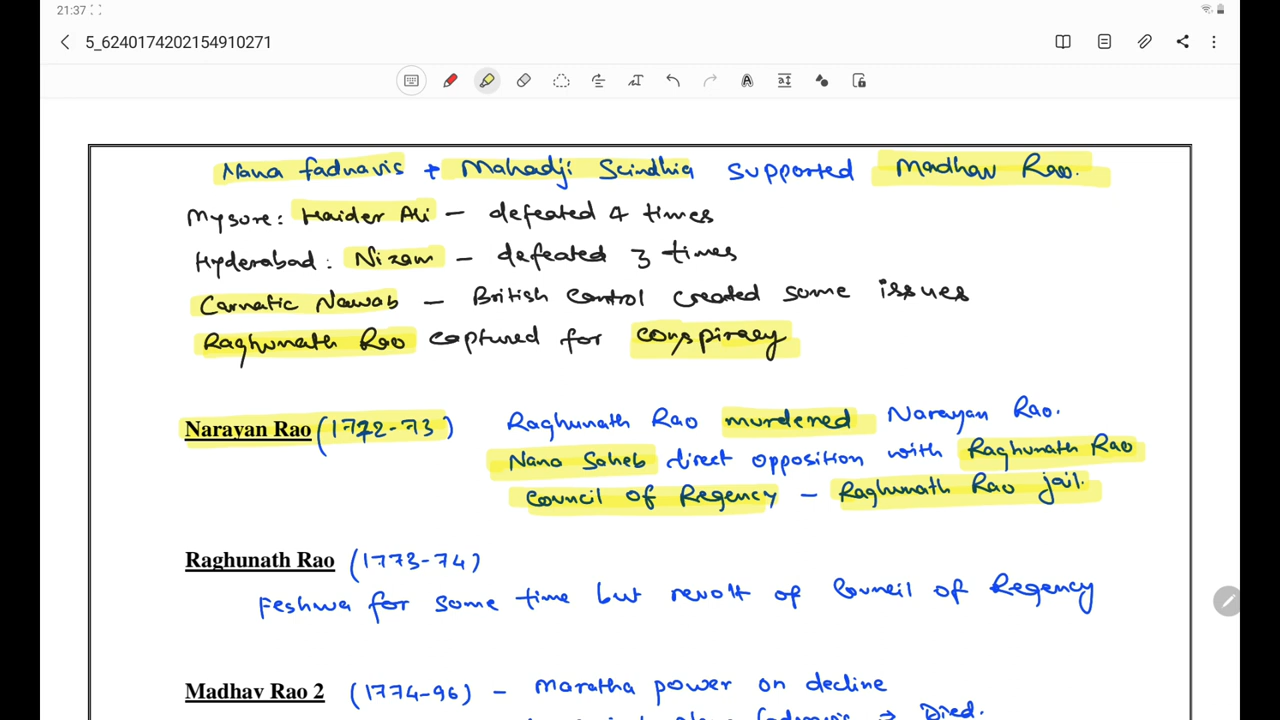 21:37
5_6240174202154910271
Nana fadnavis + Mahadji Scindhia supported Madhav Rao.
Mysore: Haider Ali - defeated 4 times
Hyderabad: Nizam - defeated 3 times
Carnatic Nawab - British control created some issues
Raghunath Rao captured for conspiracy
Narayan Rao (1772-73) Raghunath Rao murdered Narayan Rao.
Nana Saheb direct opposition with Raghunath Rao
Council of Regency - Raghunath Rao jail.
Raghunath Rao (1773-74)
Peshwa for some time but revolt of Council of Regency
Madhav Rao 2 (1774-96) - Maratha power on decline
fadnavis → Died.